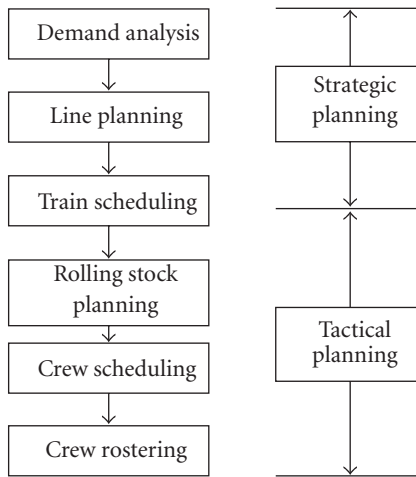 Demand analysis
Line planning
Train scheduling
Rolling stock
planning
Crew scheduling
Crew rostering
Strategic
planning
Tactical
planning